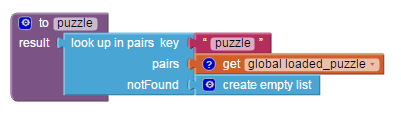 to puzzle
result look up in pairs key " puzzle "
pairs ? get global loaded_puzzle
notFound create empty list